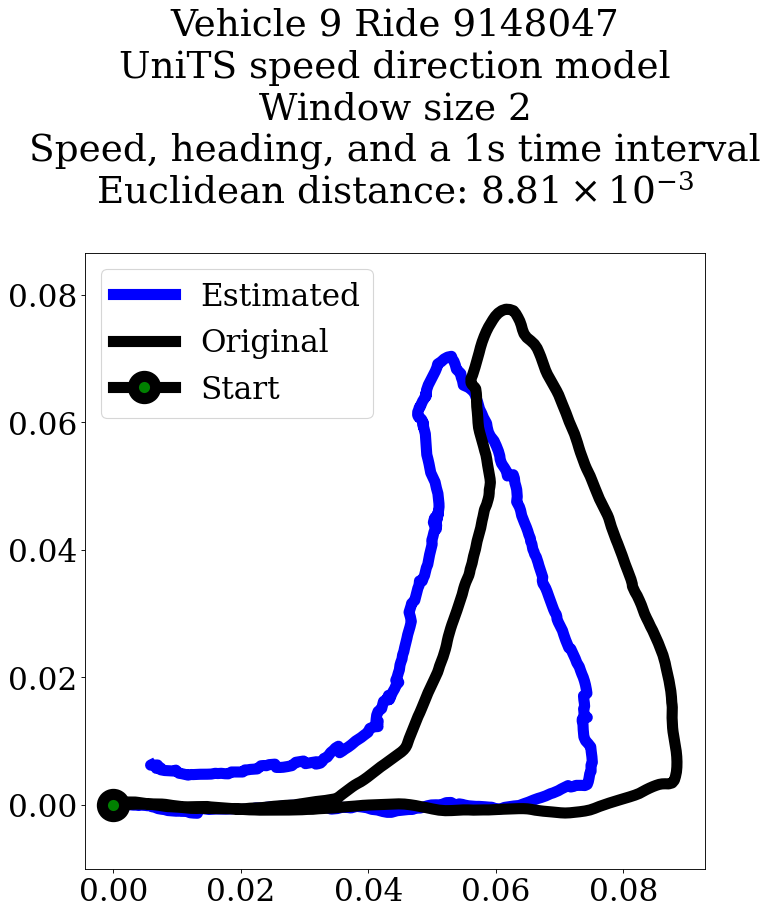 Vehicle 9 Ride 9148047
UniTS speed direction model
Window size 2
Speed, heading, and a 1s time interval
Euclidean distance: 8.81 × 10⁻³
Estimated
Original
Start
0.08
0.06
0.04
0.02
0.00
0.00 0.02 0.04 0.06 0.08